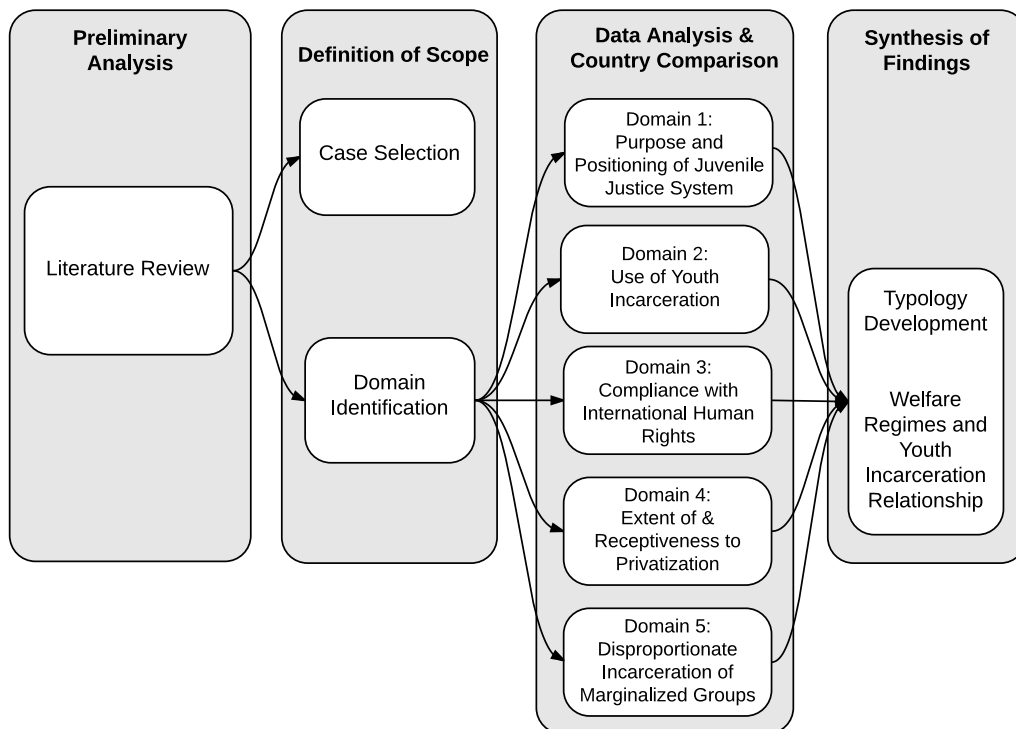 Preliminary
Analysis
Literature Review
Definition of Scope
Case Selection
Domain
Identification
Data Analysis &
Country Comparison
Domain 1:
Purpose and
Positioning of Juvenile
Justice System
Domain 2:
Use of Youth
Incarceration
Domain 3:
Compliance with
International Human
Rights
Domain 4:
Extent of &
Receptiveness to
Privatization
Domain 5:
Disproportionate
Incarceration of
Marginalized Groups
Synthesis of
Findings
Typology
Development
Welfare
Regimes and
Youth
Incarceration
Relationship